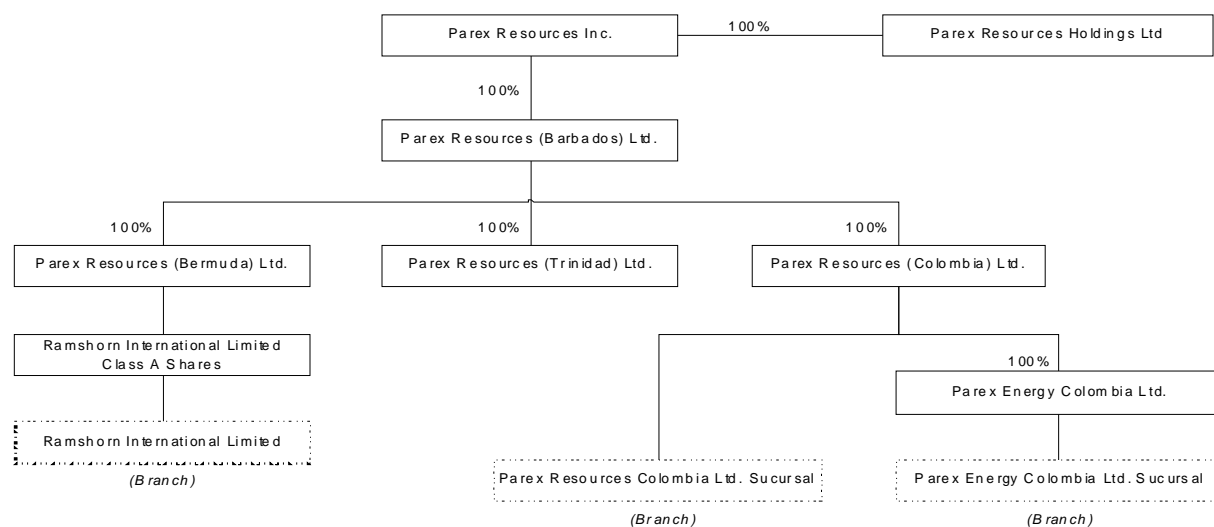 Parex Resources Inc.
100%
Parex Resources Holdings Ltd
100%
Parex Resources (Barbados) Ltd.
100%
100%
100%
Parex Resources (Bermuda) Ltd.
Parex Resources (Trinidad) Ltd.
Parex Resources (Colombia) Ltd.
Ramshorn International Limited
Class A Shares
100%
Parex Energy Colombia Ltd.
Ramshorn International Limited
(Branch)
Parex Resources Colombia Ltd. Sucursal
Parex Energy Colombia Ltd. Sucursal
(Branch)
(Branch)